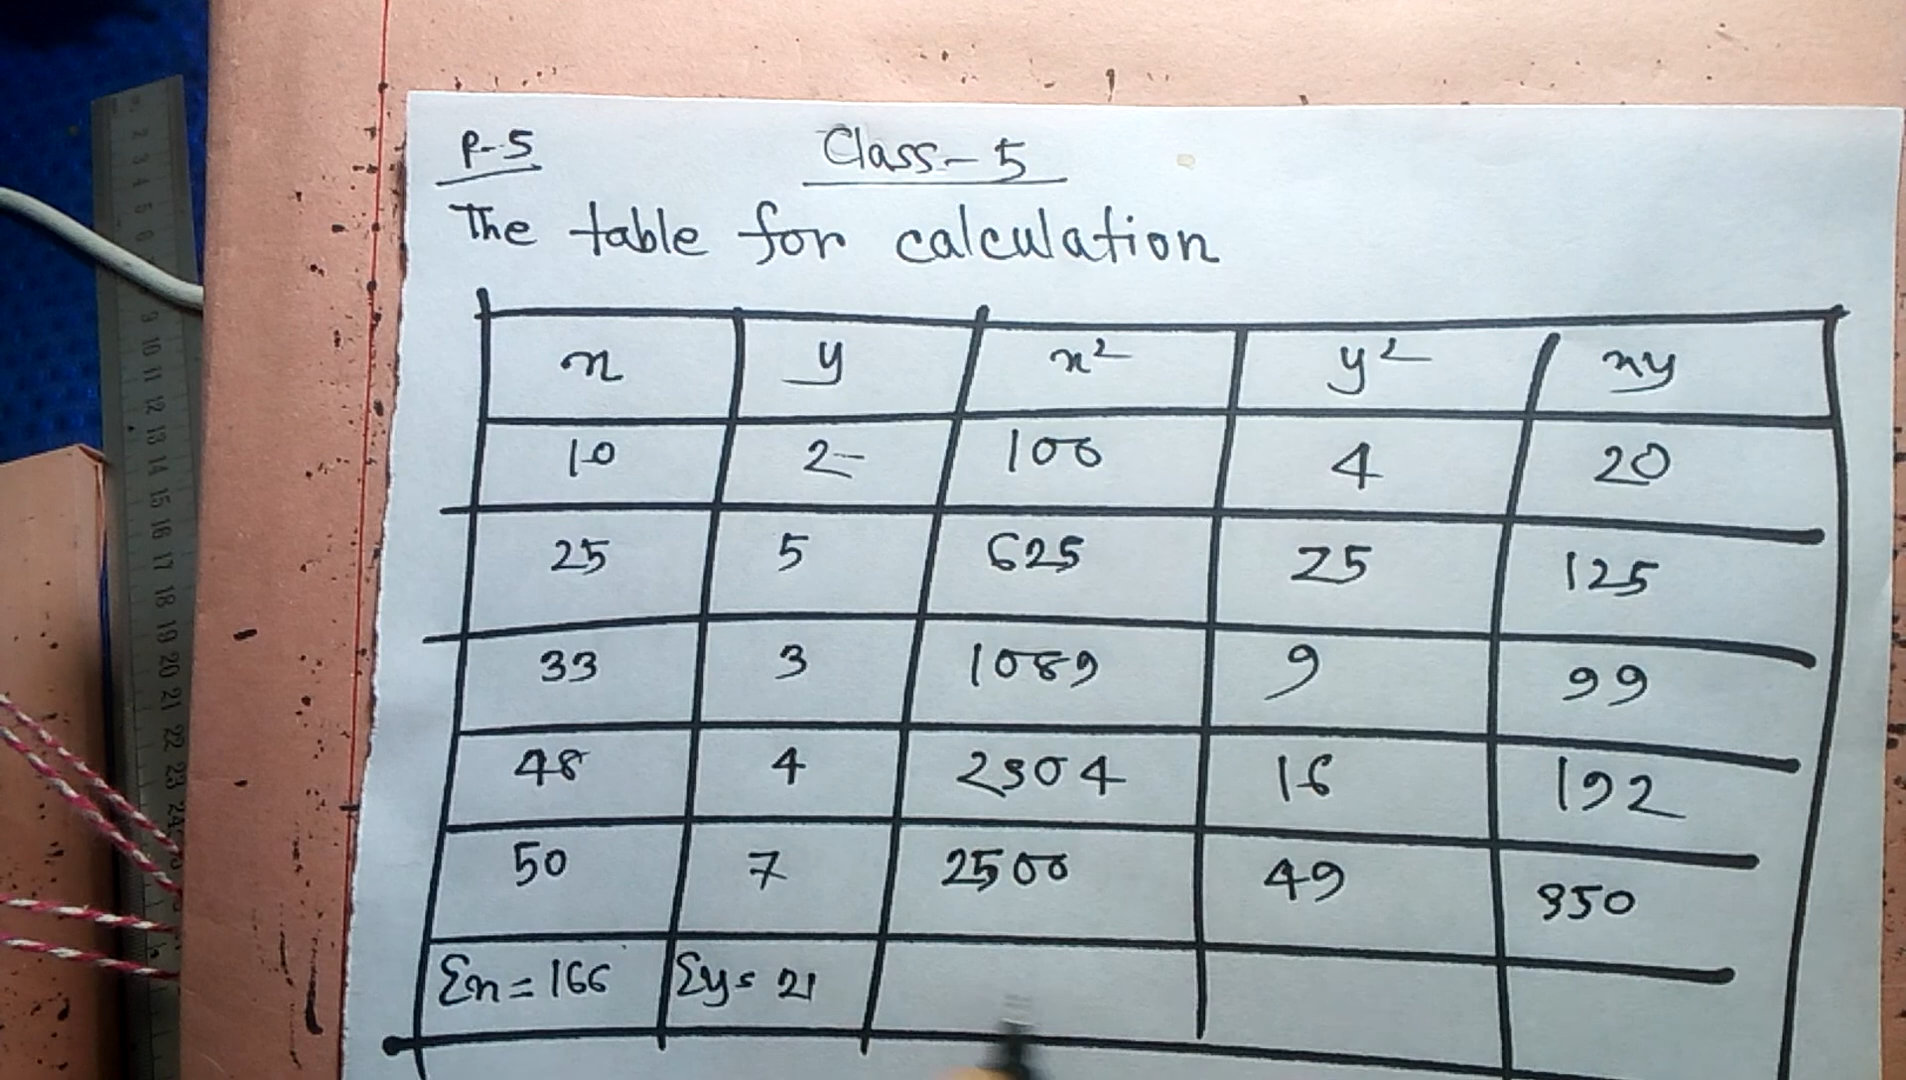 P-5
Class-5
The table for calculation
x y x² y² xy
10 2 100 4 20
25 5 625 25 125
33 3 1089 9 99
48 4 2304 16 192
50 7 2500 49 350
Σx = 166 Σy = 21